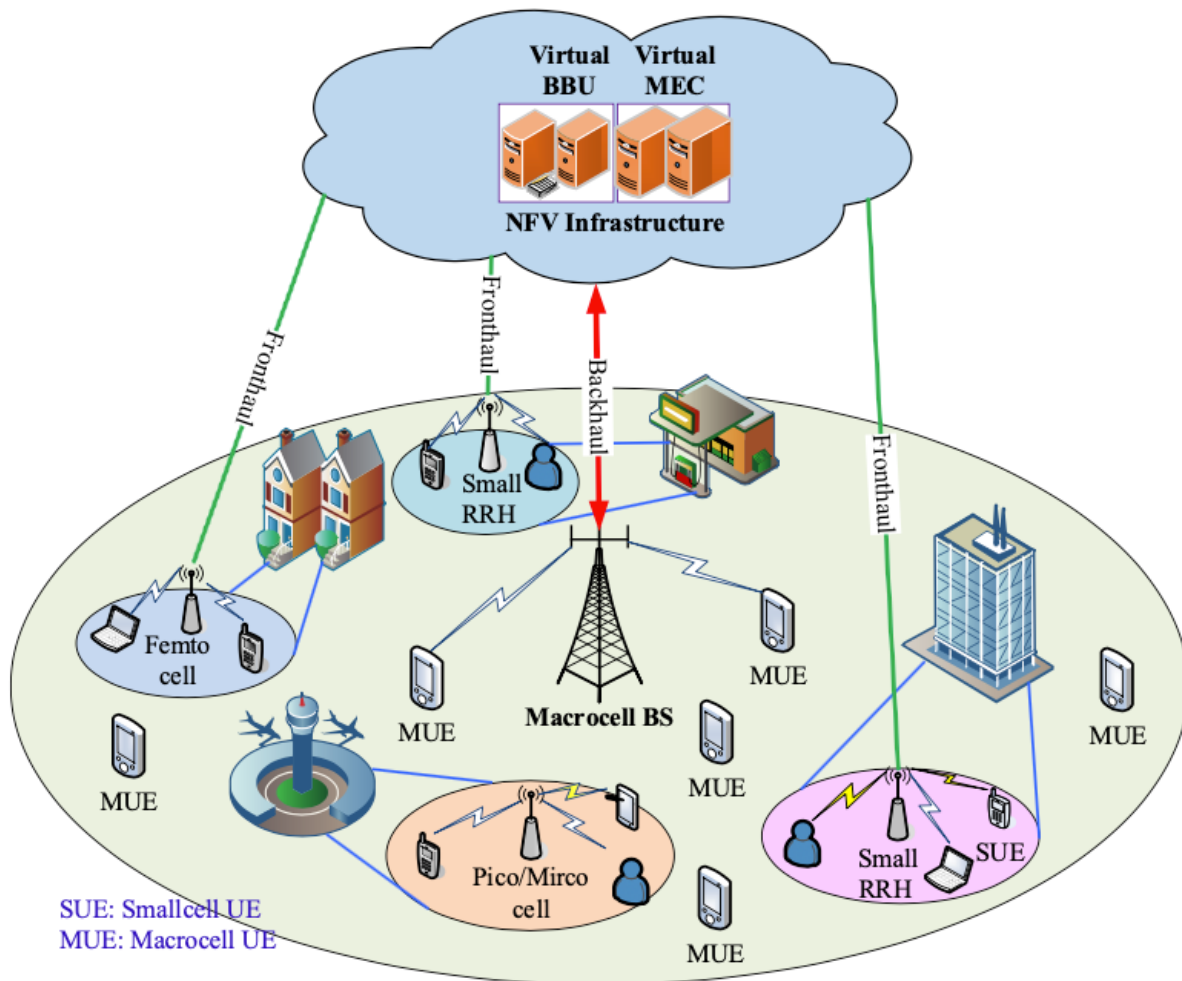 Virtual BBU
Virtual MEC
NFV Infrastructure
Fronthaul
Fronthaul
Backhaul
Fronthaul
Small
RRH
Femto
cell
MUE
MUE
Macrocell BS
MUE
MUE
MUE
Pico/Mirco
cell
Small
RRH
SUE
MUE
SUE: Smallcell UE
MUE: Macrocell UE